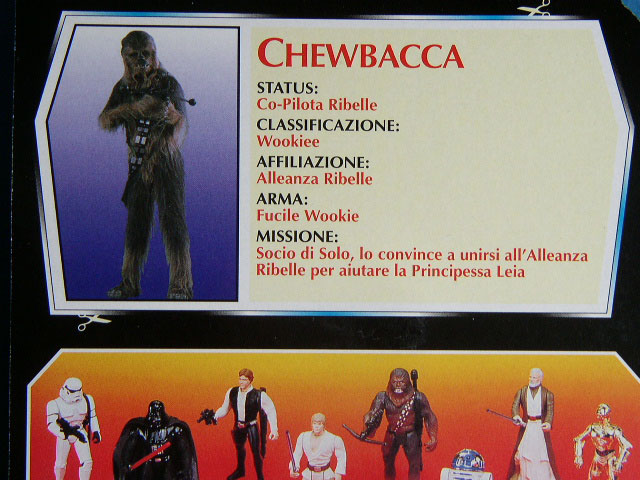 CHEWBACCA
STATUS:
Co-Pilota Ribelle
CLASSIFICAZIONE:
Wookiee
AFFILIAZIONE:
Alleanza Ribelle
ARMA:
Fucile Wookie
MISSIONE:
Socio di Solo, lo convince a unirsi all'Alleanza
Ribelle per aiutare la Principessa Leia